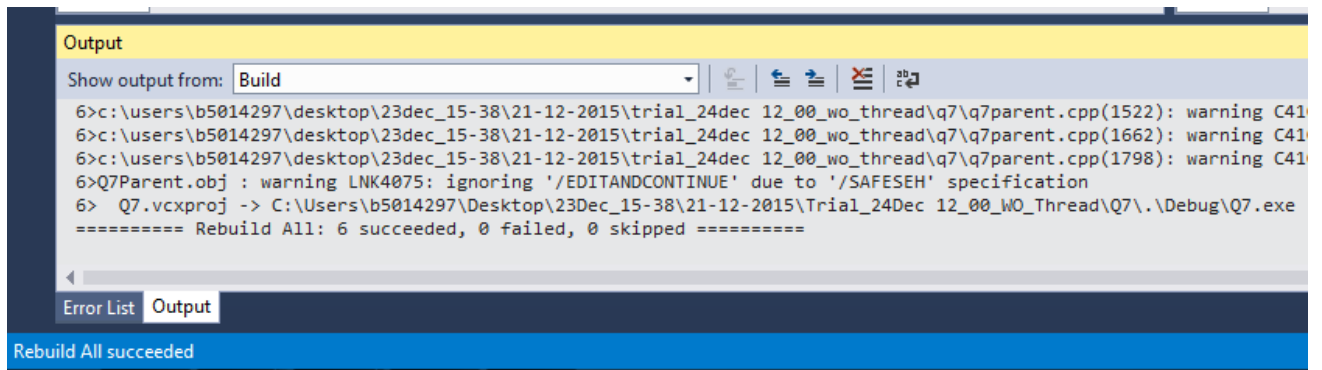 Output
Show output from: Build
6>c:\users\b5014297\desktop\23dec_15-38\21-12-2015\trial_24dec 12_00_wo_thread\q7\q7parent.cpp(1522): warning C41
6>c:\users\b5014297\desktop\23dec_15-38\21-12-2015\trial_24dec 12_00_wo_thread\q7\q7parent.cpp(1662): warning C41
6>c:\users\b5014297\desktop\23dec_15-38\21-12-2015\trial_24dec 12_00_wo_thread\q7\q7parent.cpp(1798): warning C41
6>Q7Parent.obj : warning LNK4075: ignoring '/EDITANDCONTINUE' due to '/SAFESEH' specification
6>  Q7.vcxproj -> C:\Users\b5014297\Desktop\23Dec_15-38\21-12-2015\Trial_24Dec 12_00_WO_Thread\Q7\.\Debug\Q7.exe
========== Rebuild All: 6 succeeded, 0 failed, 0 skipped ==========
Error List Output
Rebuild All succeeded